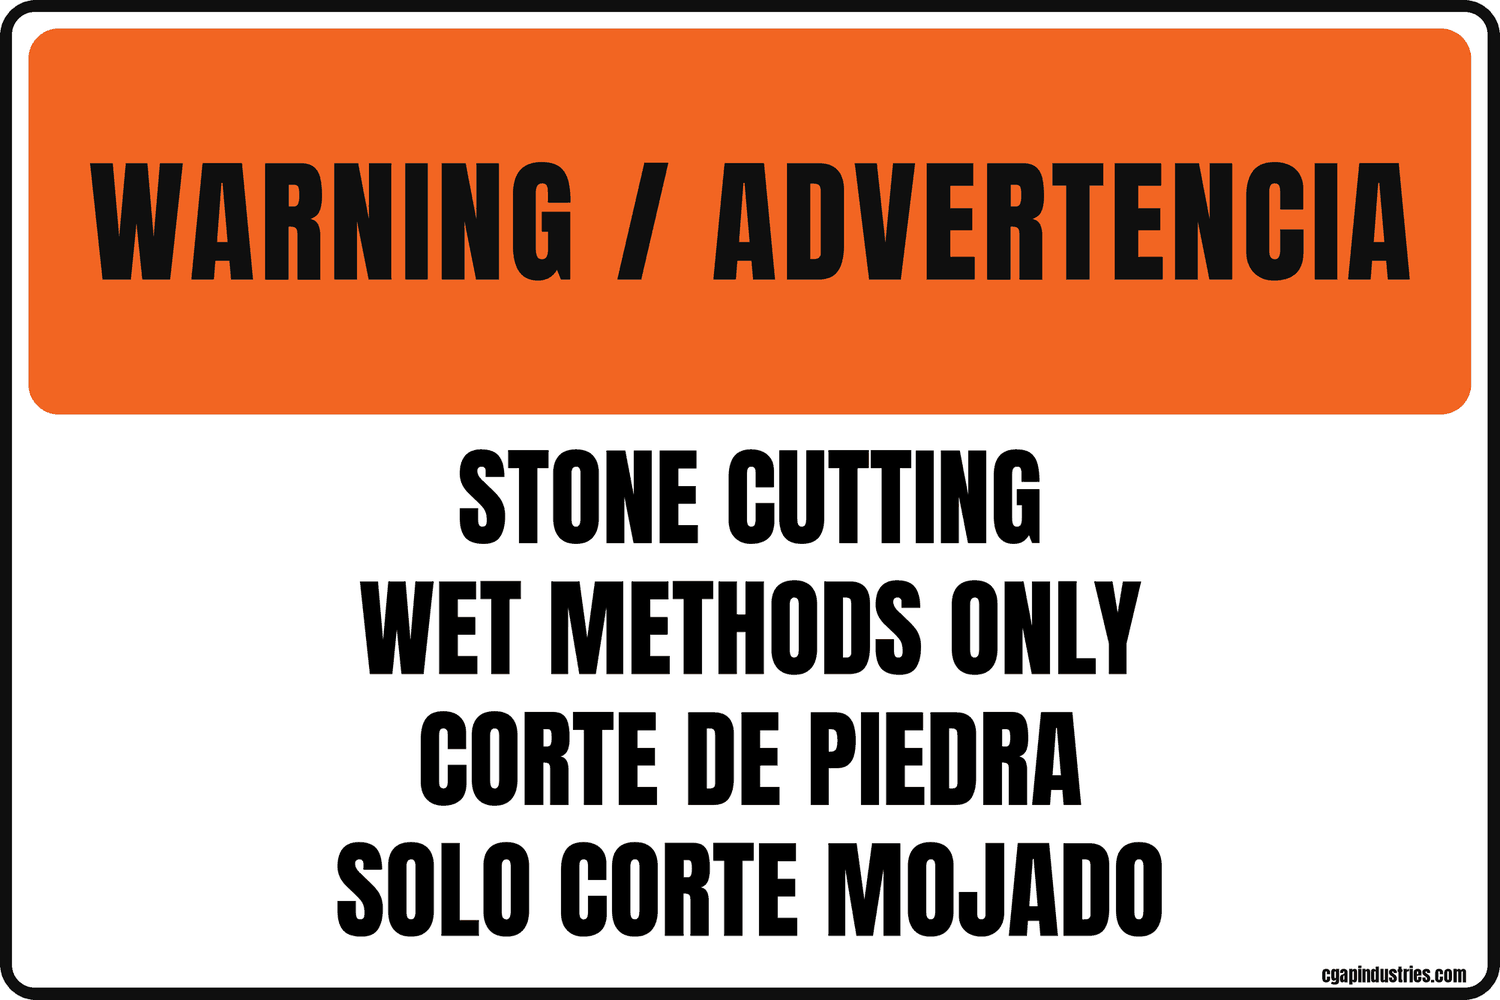 WARNING / ADVERTENCIA
STONE CUTTING
WET METHODS ONLY
CORTE DE PIEDRA
SOLO CORTE MOJADO
cgapindustries.com